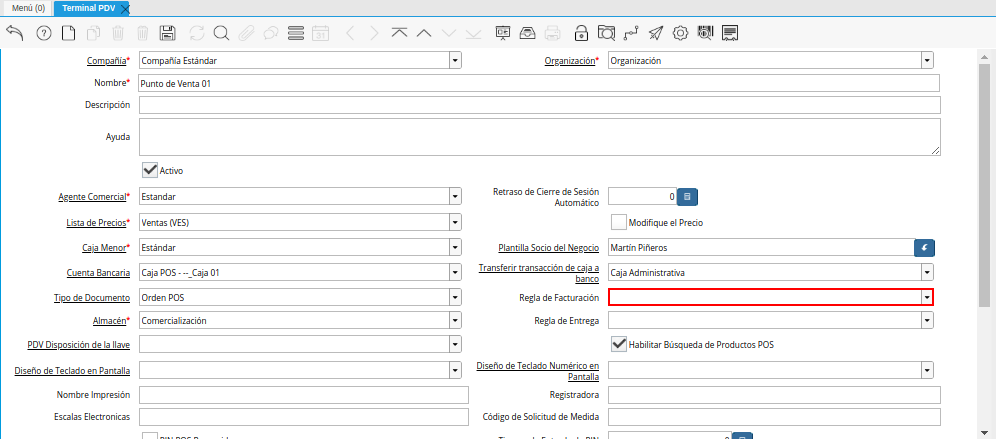 Menú (0) Terminal PDV
Compañía* Compañía Estándar Organización* Organización
Nombre* Punto de Venta 01
Descripción
Ayuda
Activo
Agente Comercial* Estandar Retraso de Cierre de Sesión Automático 0
Lista de Precios* Ventas (VES) Modifique el Precio
Caja Menor* Estándar Plantilla Socio del Negocio Martín Piñeros
Cuenta Bancaria Caja POS - --_Caja 01 Transferir transacción de caja a banco Caja Administrativa
Tipo de Documento Orden POS Regla de Facturación
Almacén* Comercialización Regla de Entrega
PDV Disposición de la llave Habilitar Búsqueda de Productos POS
Diseño de Teclado en Pantalla Diseño de Teclado Numérico en Pantalla
Nombre Impresión Registradora
Escalas Electronicas Código de Solicitud de Medida